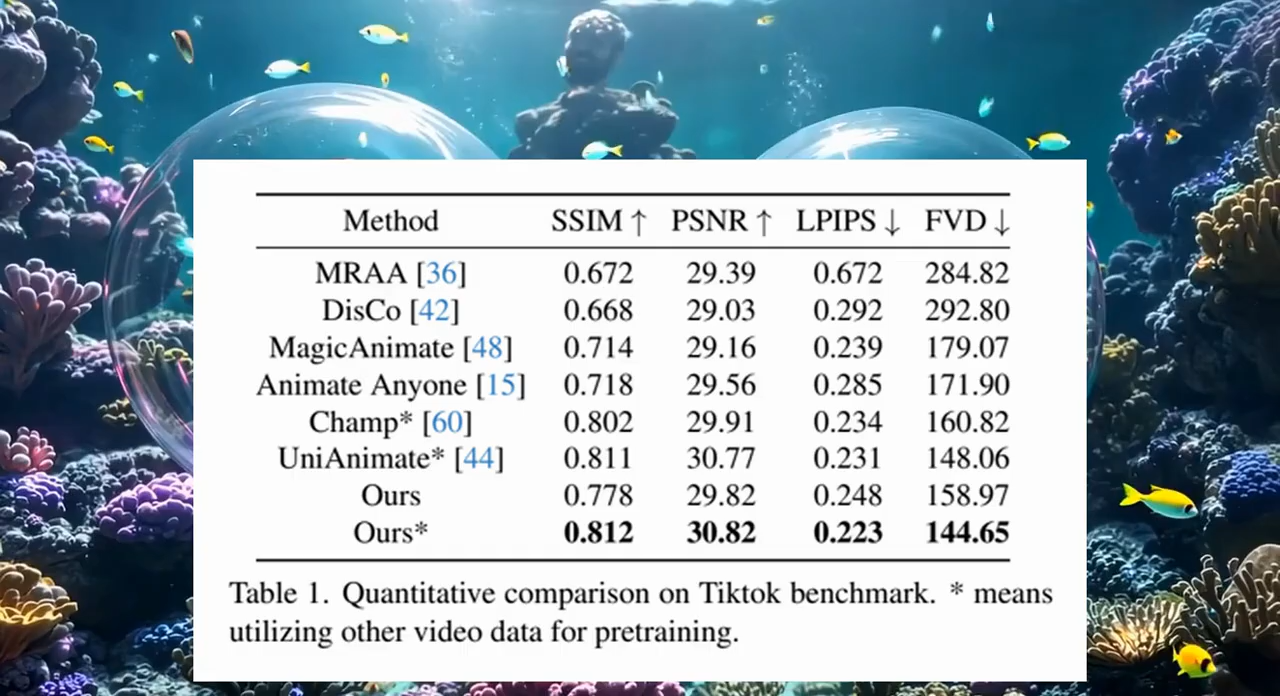 Method SSIM ↑ PSNR ↑ LPIPS ↓ FVD ↓
MRAA [36] 0.672 29.39 0.672 284.82
DisCo [42] 0.668 29.03 0.292 292.80
MagicAnimate [48] 0.714 29.16 0.239 179.07
Animate Anyone [15] 0.718 29.56 0.285 171.90
Champ* [60] 0.802 29.91 0.234 160.82
UniAnimate* [44] 0.811 30.77 0.231 148.06
Ours 0.778 29.82 0.248 158.97
Ours* 0.812 30.82 0.223 144.65
Table 1. Quantitative comparison on Tiktok benchmark. * means
utilizing other video data for pretraining.